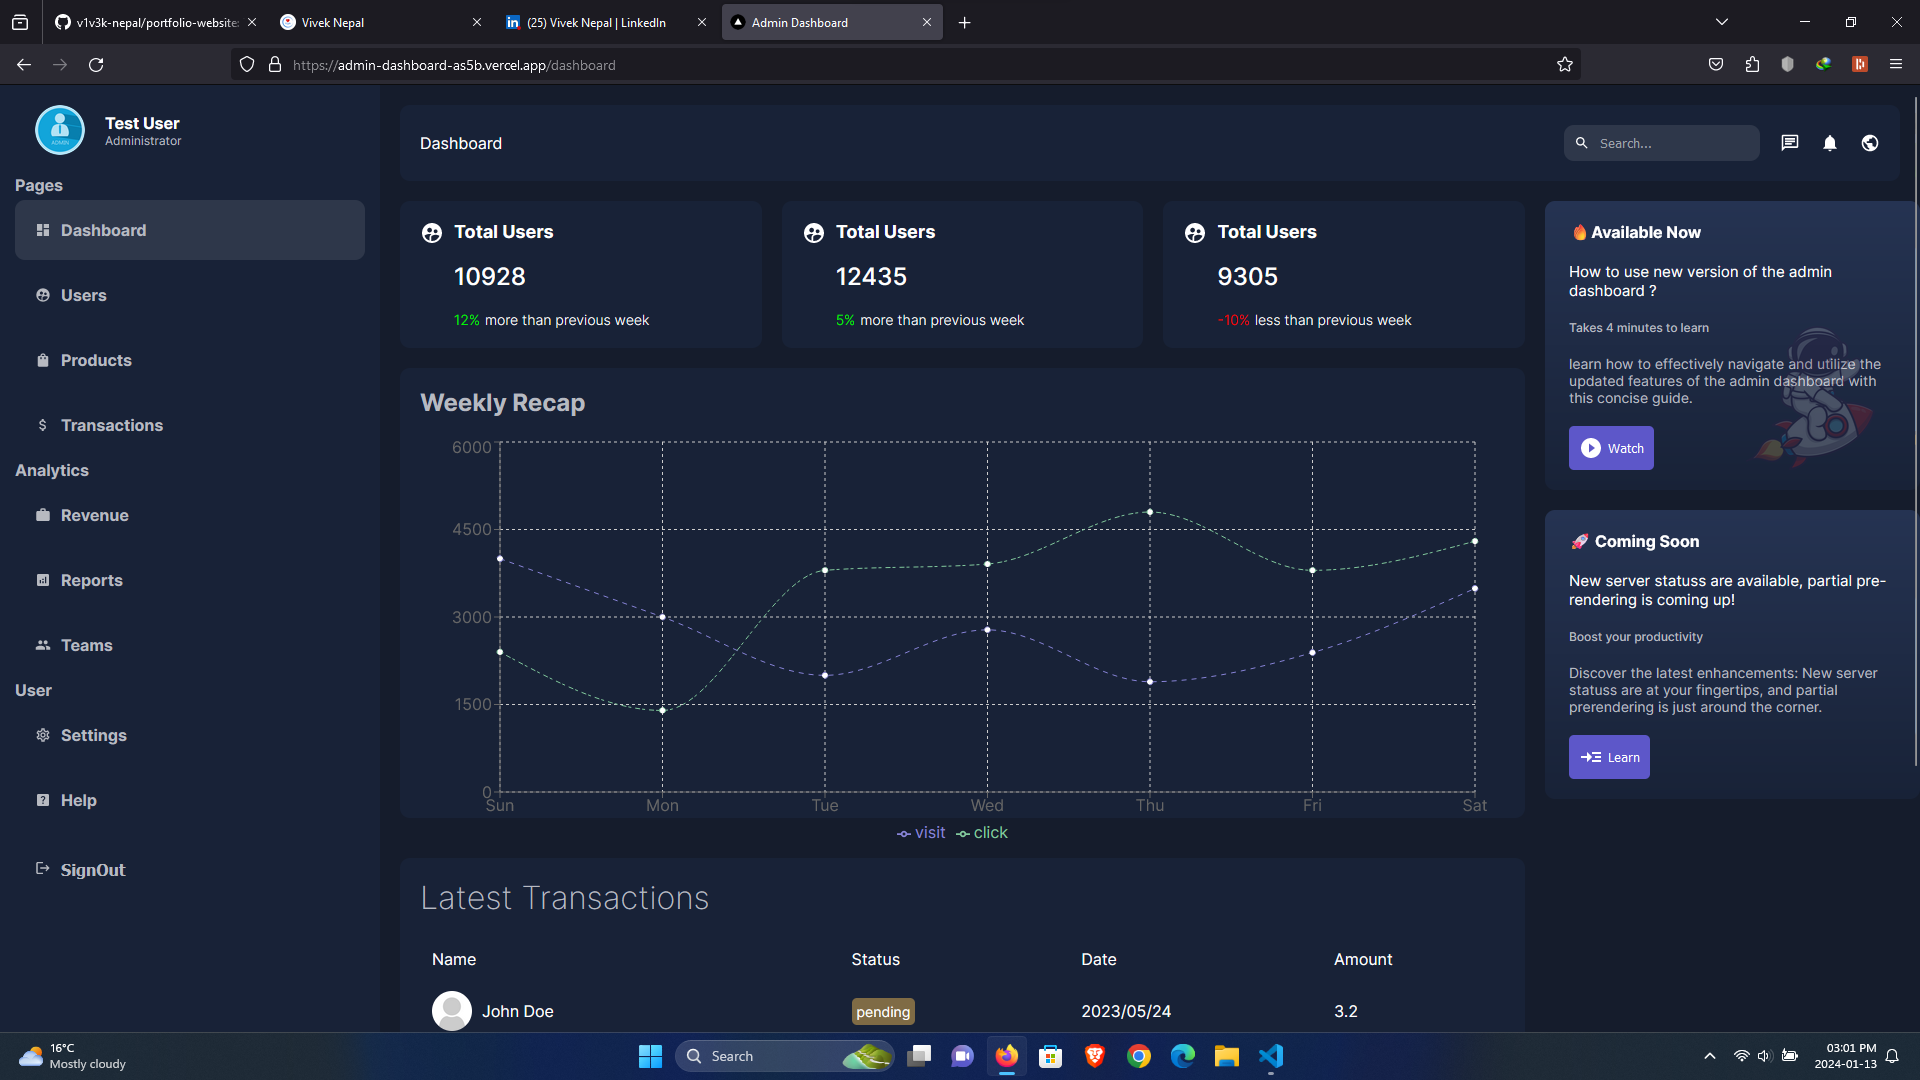 v1v3k-nepal/portfolio-website:
Vivek Nepal
(25) Vivek Nepal | LinkedIn
Admin Dashboard
https://admin-dashboard-as5b.vercel.app/dashboard
Test User
Administrator
Pages
Dashboard
Users
Products
Transactions
Analytics
Revenue
Reports
Teams
User
Settings
Help
SignOut
Dashboard
Search...
Total Users
10928
12% more than previous week
Total Users
12435
5% more than previous week
Total Users
9305
-10% less than previous week
Weekly Recap
6000
4500
3000
1500
0
Sun Mon Tue Wed Thu Fri Sat
visit click
Latest Transactions
Name Status Date Amount
John Doe pending 2023/05/24 3.2
🔥 Available Now
How to use new version of the admin
dashboard ?
Takes 4 minutes to learn
learn how to effectively navigate and utilize the
updated features of the admin dashboard with
this concise guide.
Watch
🚀 Coming Soon
New server statuss are available, partial pre-
rendering is coming up!
Boost your productivity
Discover the latest enhancements: New server
statuss are at your fingertips, and partial
prerendering is just around the corner.
Learn
16°C
Mostly cloudy
Search
03:01 PM
2024-01-13